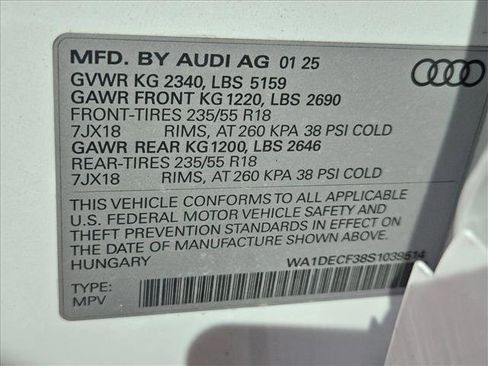 MFD. BY AUDI AG 01 25
GVWR KG 2340, LBS 5159
GAWR FRONT KG 1220, LBS 2690
FRONT-TIRES 235/55 R18
7JX18 RIMS, AT 260 KPA 38 PSI COLD
GAWR REAR KG 1200, LBS 2646
REAR-TIRES 235/55 R18
7JX18 RIMS, AT 260 KPA 38 PSI COLD
THIS VEHICLE CONFORMS TO ALL APPLICABLE
U.S. FEDERAL MOTOR VEHICLE SAFETY AND
THEFT PREVENTION STANDARDS IN EFFECT ON
THE DATE OF MANUFACTURE SHOWN ABOVE.
HUNGARY
WA1DECF38S1039514
TYPE:
MPV